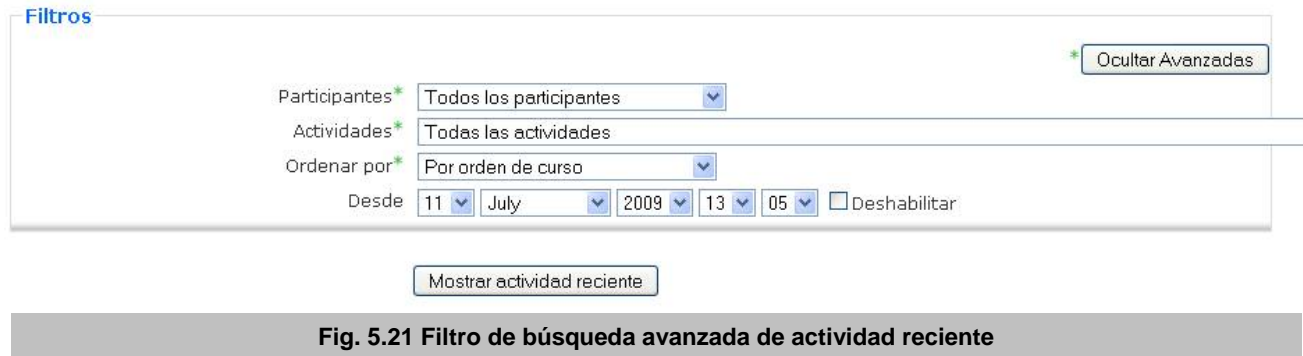 Filtros
* Ocultar Avanzadas
Participantes* Todos los participantes
Actividades* Todas las actividades
Ordenar por* Por orden de curso
Desde 11 July 2009 13 05 Deshabilitar
Mostrar actividad reciente
Fig. 5.21 Filtro de búsqueda avanzada de actividad reciente